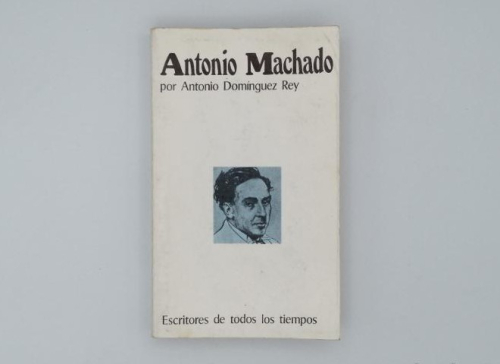 Antonio Machado
por Antonio Domínguez Rey
Escritores de todos los tiempos